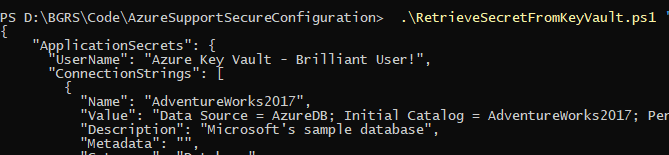 PS D:\BGRS\Code\AzureSupportSecureConfiguration> .\RetrieveSecretFromKeyVault.ps1
{
"ApplicationSecrets": {
"UserName": "Azure Key Vault - Brilliant User!",
"ConnectionStrings": [
{
"Name": "AdventureWorks2017",
"Value": "Data Source = AzureDB; Initial Catalog = AdventureWorks2017; Per
"Description": "Microsoft's sample database",
"Metadata": "",